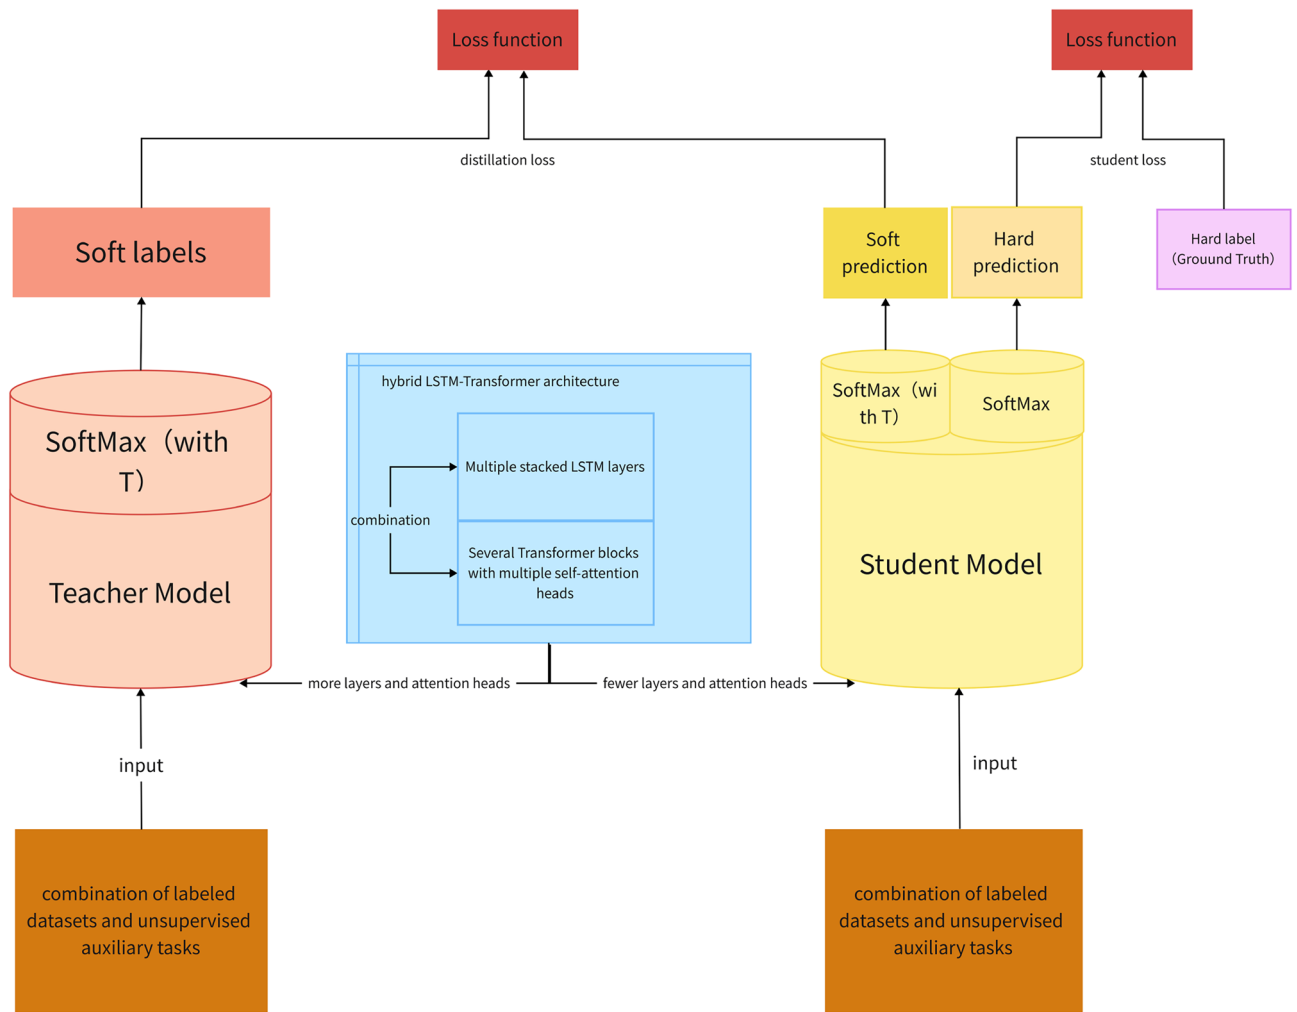 Loss function
Loss function
distillation loss
student loss
Soft labels
Soft
prediction
Hard
prediction
Hard label
（Grouund Truth）
hybrid LSTM-Transformer architecture
SoftMax（wi
th T）
SoftMax
SoftMax（with
T）
Multiple stacked LSTM layers
combination
Several Transformer blocks
with multiple self-attention
heads
Teacher Model
Student Model
more layers and attention heads
fewer layers and attention heads
input
input
combination of labeled
datasets and unsupervised
auxiliary tasks
combination of labeled
datasets and unsupervised
auxiliary tasks